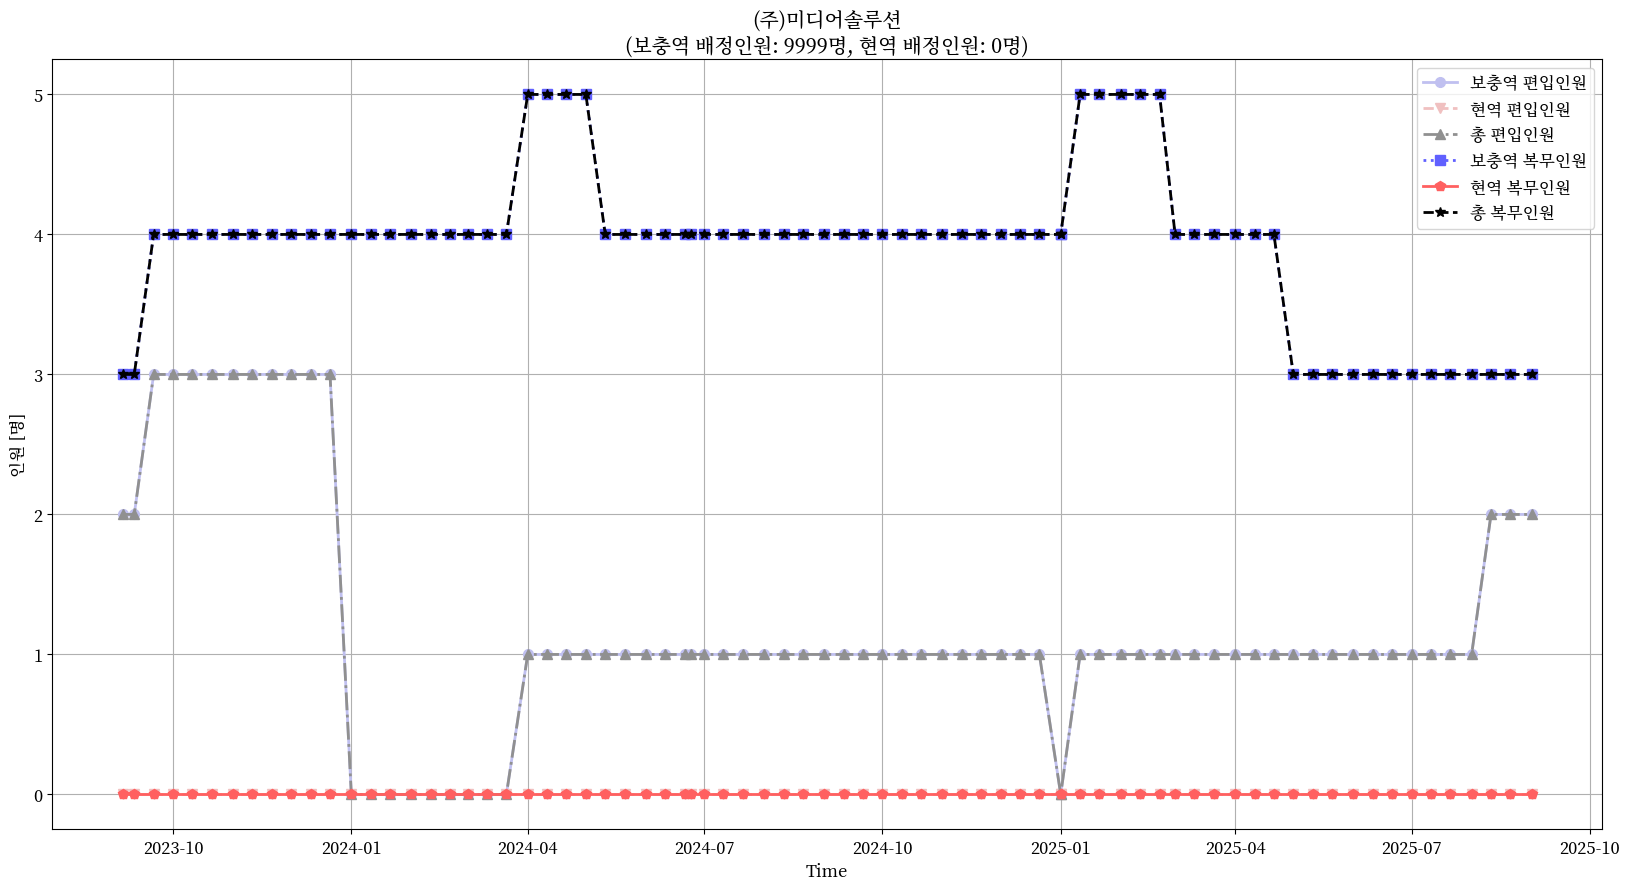 (주)미디어솔루션
(보충역 배정인원: 9999명, 현역 배정인원: 0명)
보충역 편입인원
현역 편입인원
총 편입인원
보충역 복무인원
현역 복무인원
총 복무인원
5
4
3
2
1
0
인원 [명]
2023-10
2024-01
2024-04
2024-07
2024-10
2025-01
2025-04
2025-07
2025-10
Time